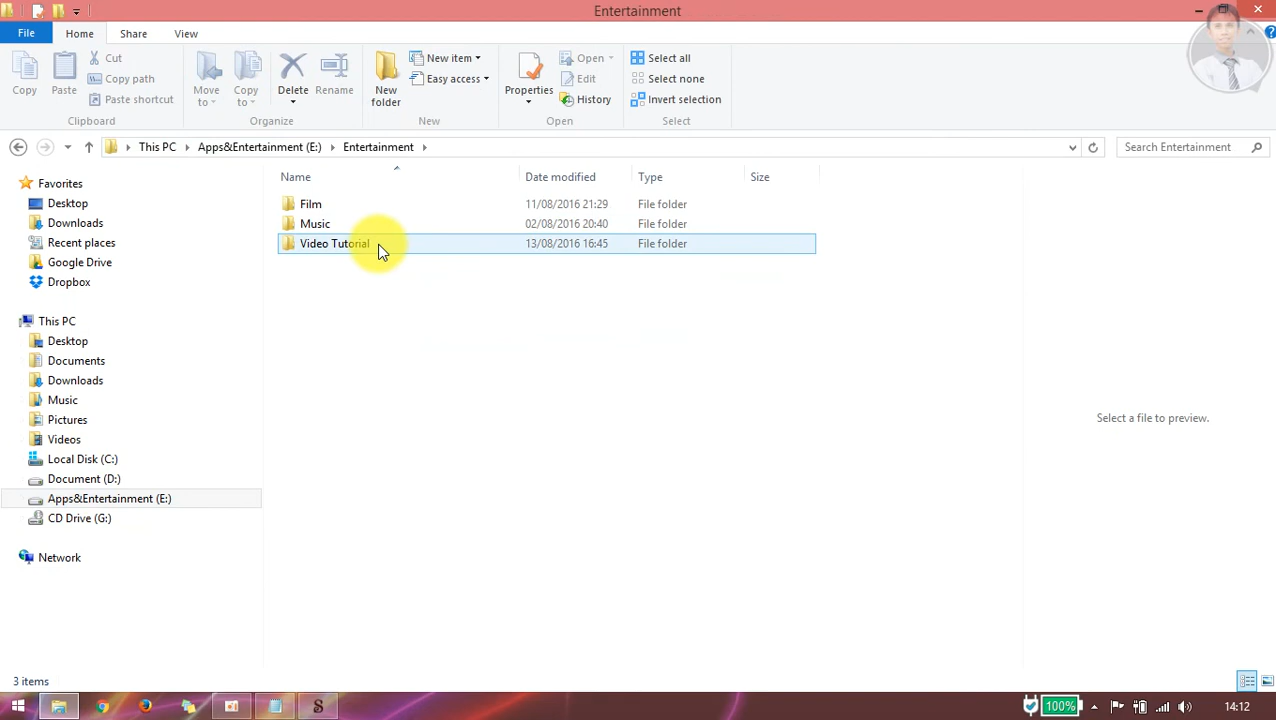 Entertainment
File
Home
Share
View
Copy
Paste
Cut
Copy path
Paste shortcut
Clipboard
Move to
Copy to
Delete
Rename
Organize
New folder
New item
Easy access
New
Properties
Open
Edit
History
Open
Select all
Select none
Invert selection
Select
This PC
Apps&Entertainment (E:)
Entertainment
Search Entertainment
Name
Date modified
Type
Size
Film 11/08/2016 21:29 File folder
Music 02/08/2016 20:40 File folder
Video Tutorial 13/08/2016 16:45 File folder
Favorites
Desktop
Downloads
Recent places
Google Drive
Dropbox
This PC
Desktop
Documents
Downloads
Music
Pictures
Videos
Local Disk (C:)
Document (D:)
Apps&Entertainment (E:)
CD Drive (G:)
Network
Select a file to preview.
3 items
100%
14:12